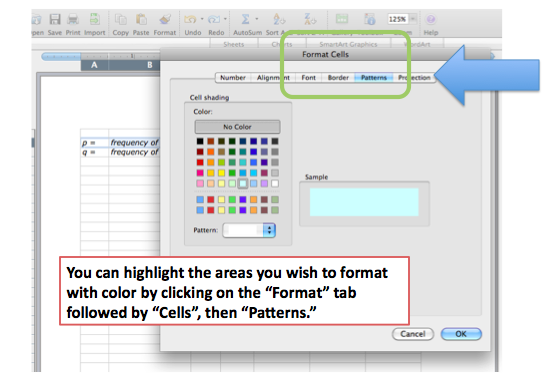 Open Save Print Import Copy Paste Format Undo Redo AutoSum Sort A 125% Help
Sheets Charts SmartArt Graphics WordArt
Format Cells
A B
Number Alignment Font Border Patterns Protection
Cell shading
Color:
No Color
p = frequency of
q = frequency of
Sample
Pattern:
You can highlight the areas you wish to format
with color by clicking on the “Format” tab
followed by “Cells”, then “Patterns.”
Cancel OK